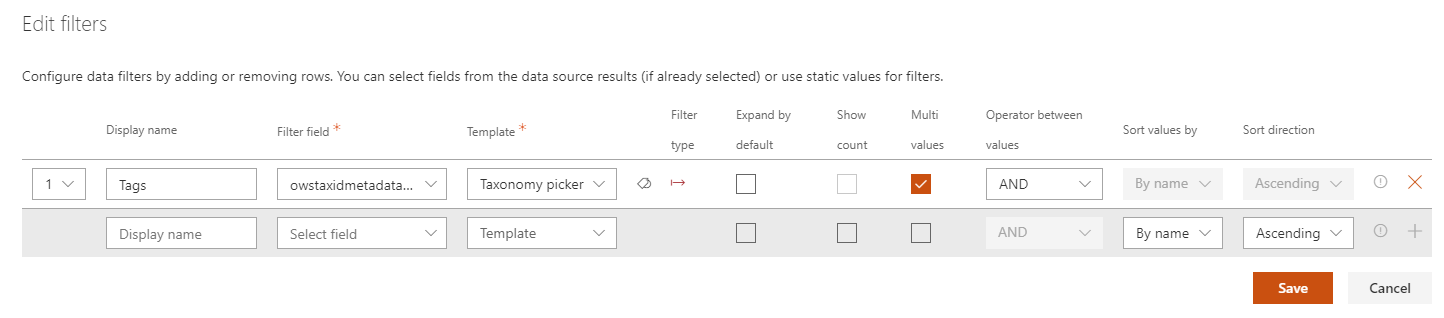 Edit filters
Configure data filters by adding or removing rows. You can select fields from the data source results (if already selected) or use static values for filters.
Display name Filter field * Template * Filter type Expand by default Show count Multi values Operator between values Sort values by Sort direction
1 Tags owstaxidmetadata... Taxonomy picker AND By name Ascending
Display name Select field Template AND By name Ascending
Save Cancel